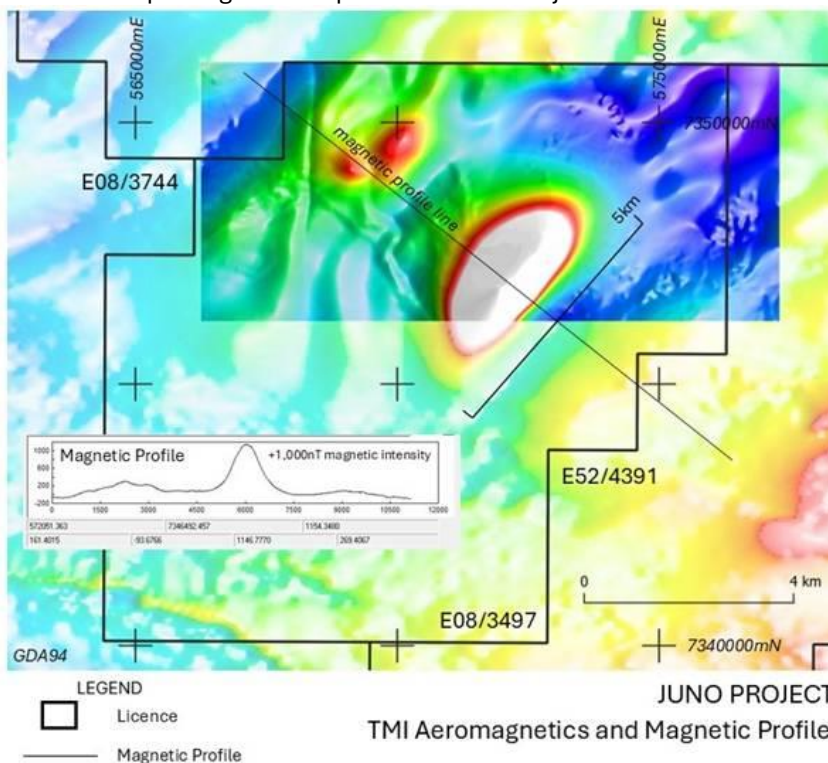 565000mE
575000mE
7350000mN
magnetic profile line
E08/3744
5km
Magnetic Profile
+1,000nT magnetic intensity
1000
600
200
-200
0 1500 3000 4500 6000 7500 9000 10500 12000
572051.363 7346492.457 1154.3480
161.4015 -93.6766 1146.7770 269.4067
E52/4391
0 4 km
E08/3497
GDA94
7340000mN
LEGEND
Licence
Magnetic Profile
JUNO PROJECT
TMI Aeromagnetics and Magnetic Profile